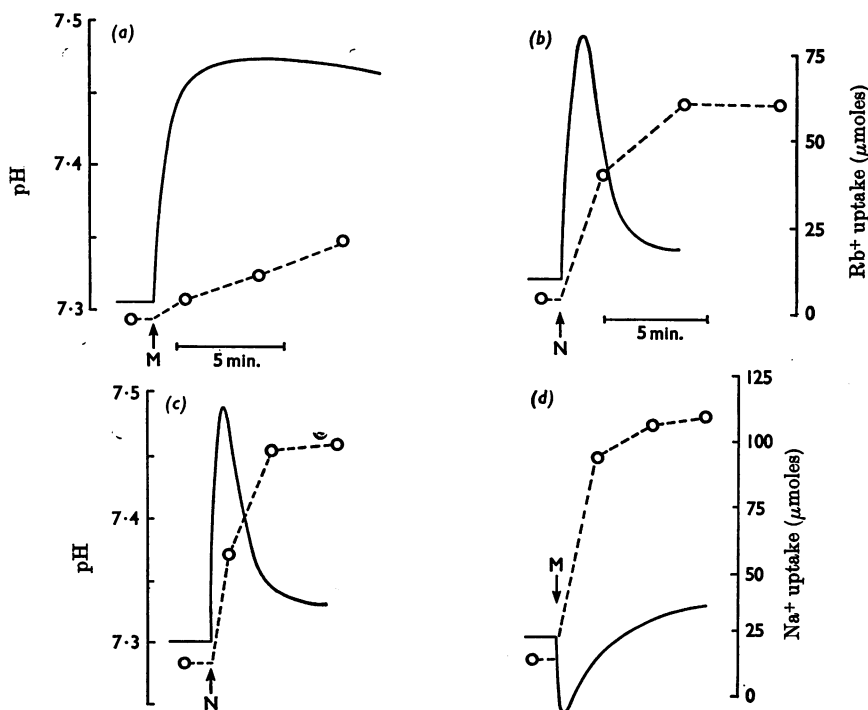 (a)
7·5
7·4
7·3
pH
M
5 min.
(b)
75
50
25
0
Rb+ uptake (μmoles)
N
5 min.
(c)
7·5
7·4
7·3
pH
N
(d)
125
100
75
50
25
0
Na+ uptake (μmoles)
M